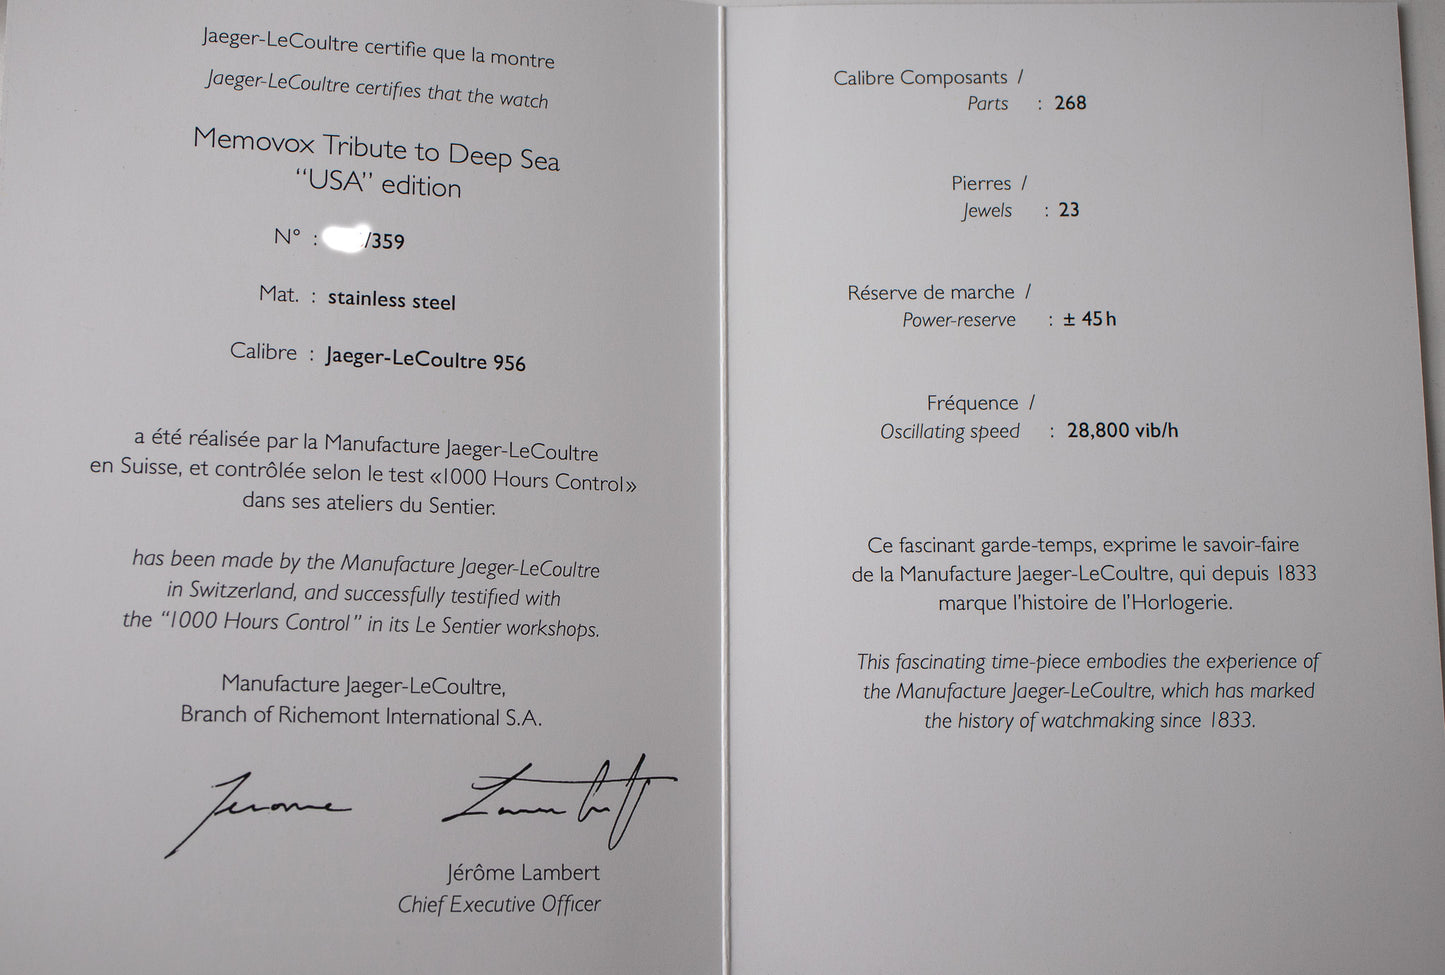 Jaeger-LeCoultre certifie que la montre
Jaeger-LeCoultre certifies that the watch
Memovox Tribute to Deep Sea
“USA” edition
N° : /359
Mat. : stainless steel
Calibre : Jaeger-LeCoultre 956
a été réalisée par la Manufacture Jaeger-LeCoultre
en Suisse, et contrôlée selon le test «1000 Hours Control»
dans ses ateliers du Sentier.
has been made by the Manufacture Jaeger-LeCoultre
in Switzerland, and successfully testified with
the “1000 Hours Control” in its Le Sentier workshops.
Manufacture Jaeger-LeCoultre,
Branch of Richemont International S.A.
Jerome Lambert
Jérôme Lambert
Chief Executive Officer
Calibre Composants /
Parts : 268
Pierres /
Jewels : 23
Réserve de marche /
Power-reserve : ± 45 h
Fréquence /
Oscillating speed : 28,800 vib/h
Ce fascinant garde-temps, exprime le savoir-faire
de la Manufacture Jaeger-LeCoultre, qui depuis 1833
marque l’histoire de l’Horlogerie.
This fascinating time-piece embodies the experience of
the Manufacture Jaeger-LeCoultre, which has marked
the history of watchmaking since 1833.